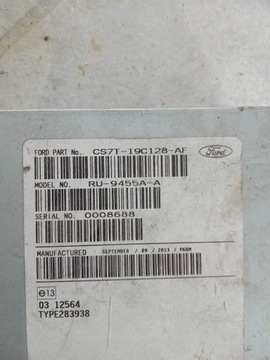 FORD PART No. CS7T-19C128-AF
Ford
MODEL NO. RU-9455A-A
SERIAL NO. 0008688
MANUFACTURED SEPTEMBER / 09 / 2013 / PGOM
e13
03 12564
TYPE283938